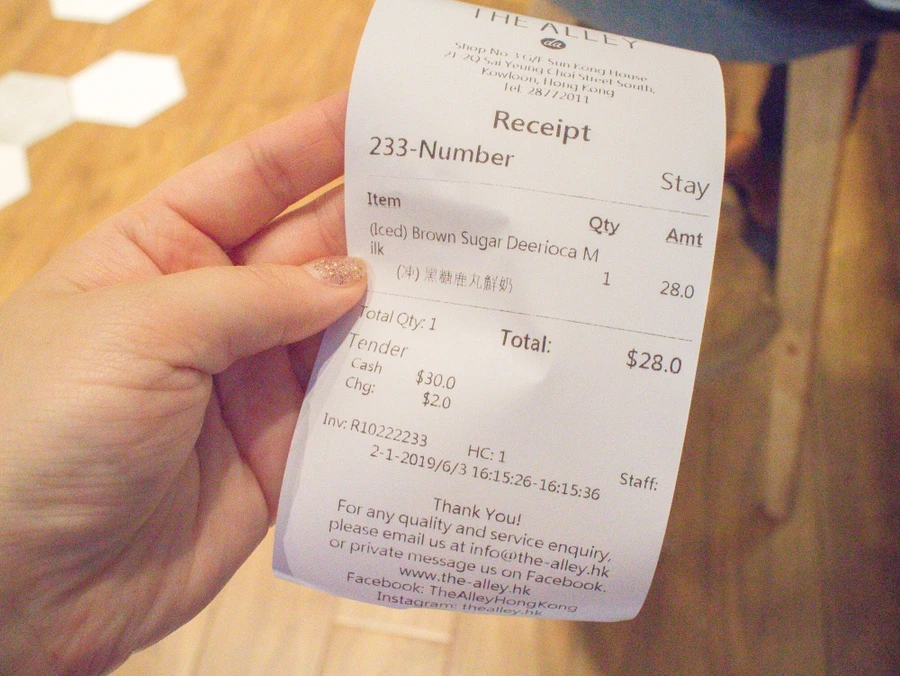 THE ALLEY
Shop No. 3 G/F Sun Kong House
21-2Q Sai Yeung Choi Street South,
Kowloon, Hong Kong
Tel: 28772011
Receipt
233-Number
Stay
Item Qty Amt
(Iced) Brown Sugar Deerioca M
ilk 1 28.0
(冲) 黑糖鹿丸鮮奶
Total Qty: 1 Total: $28.0
Tender
Cash $30.0
Chg: $2.0
Inv: R10222233 HC: 1 Staff:
2-1-2019/6/3 16:15:26-16:15:36
Thank You!
For any quality and service enquiry.
please email us at info@the-alley.hk
or private message us on Facebook.
www.the-alley.hk
Facebook: TheAlleyHongKong
Instagram: thealley.hk